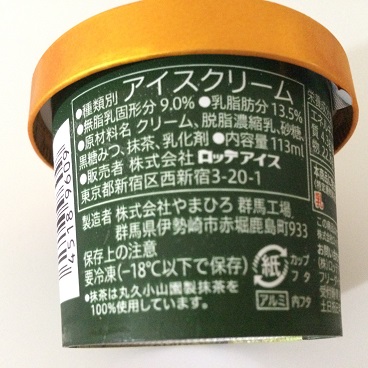 ●種類別 アイスクリーム
●無脂乳固形分 9.0% ●乳脂肪分 13.5%
●原材料名 クリーム、脱脂濃縮乳、砂糖、
黒糖みつ、抹茶、乳化剤 ●内容量 113ml
●販売者 株式会社 ロッテアイス
東京都新宿区西新宿3-20-1
製造者 株式会社やまひろ 群馬工場
群馬県伊勢崎市赤堀鹿島町933
保存上の注意
要冷凍(-18℃以下で保存)
●抹茶は丸久小山園製抹茶を
100%使用しています。
紙 カップ
フタ
アルミ 内フタ